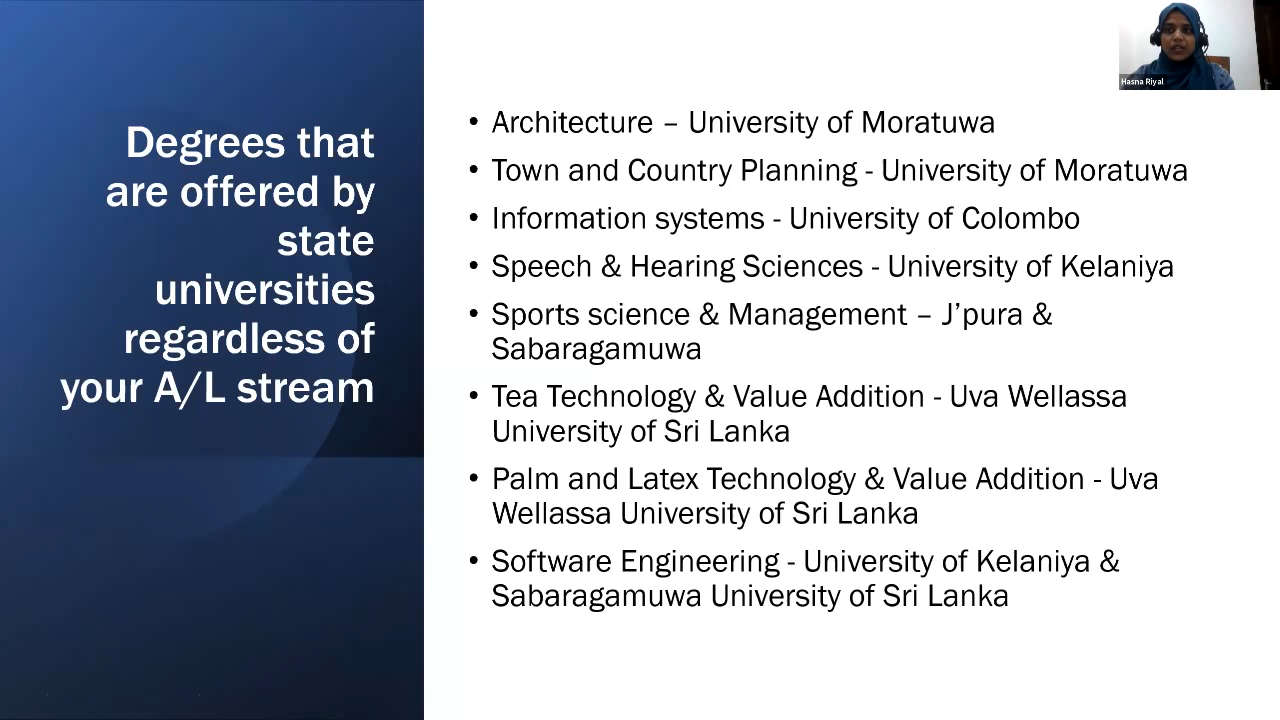 Degrees that
are offered by
state
universities
regardless of
your A/L stream
• Architecture – University of Moratuwa
• Town and Country Planning - University of Moratuwa
• Information systems - University of Colombo
• Speech & Hearing Sciences - University of Kelaniya
• Sports science & Management – J’pura &
Sabaragamuwa
• Tea Technology & Value Addition - Uva Wellassa
University of Sri Lanka
• Palm and Latex Technology & Value Addition - Uva
Wellassa University of Sri Lanka
• Software Engineering - University of Kelaniya &
Sabaragamuwa University of Sri Lanka
Hasna Riyal